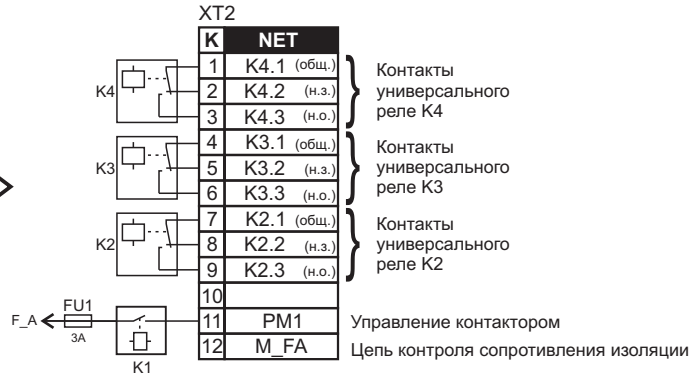 XT2
K NET
1 K4.1 (общ.)
2 K4.2 (н.з.)
3 K4.3 (н.о.)
4 K3.1 (общ.)
5 K3.2 (н.з.)
6 K3.3 (н.о.)
7 K2.1 (общ.)
8 K2.2 (н.з.)
9 K2.3 (н.о.)
10
11 PM1
12 M_FA
K4
K3
K2
F_A
FU1
3A
K1
Контакты
универсального
реле K4
Контакты
универсального
реле K3
Контакты
универсального
реле K2
Управление контактором
Цепь контроля сопротивления изоляции